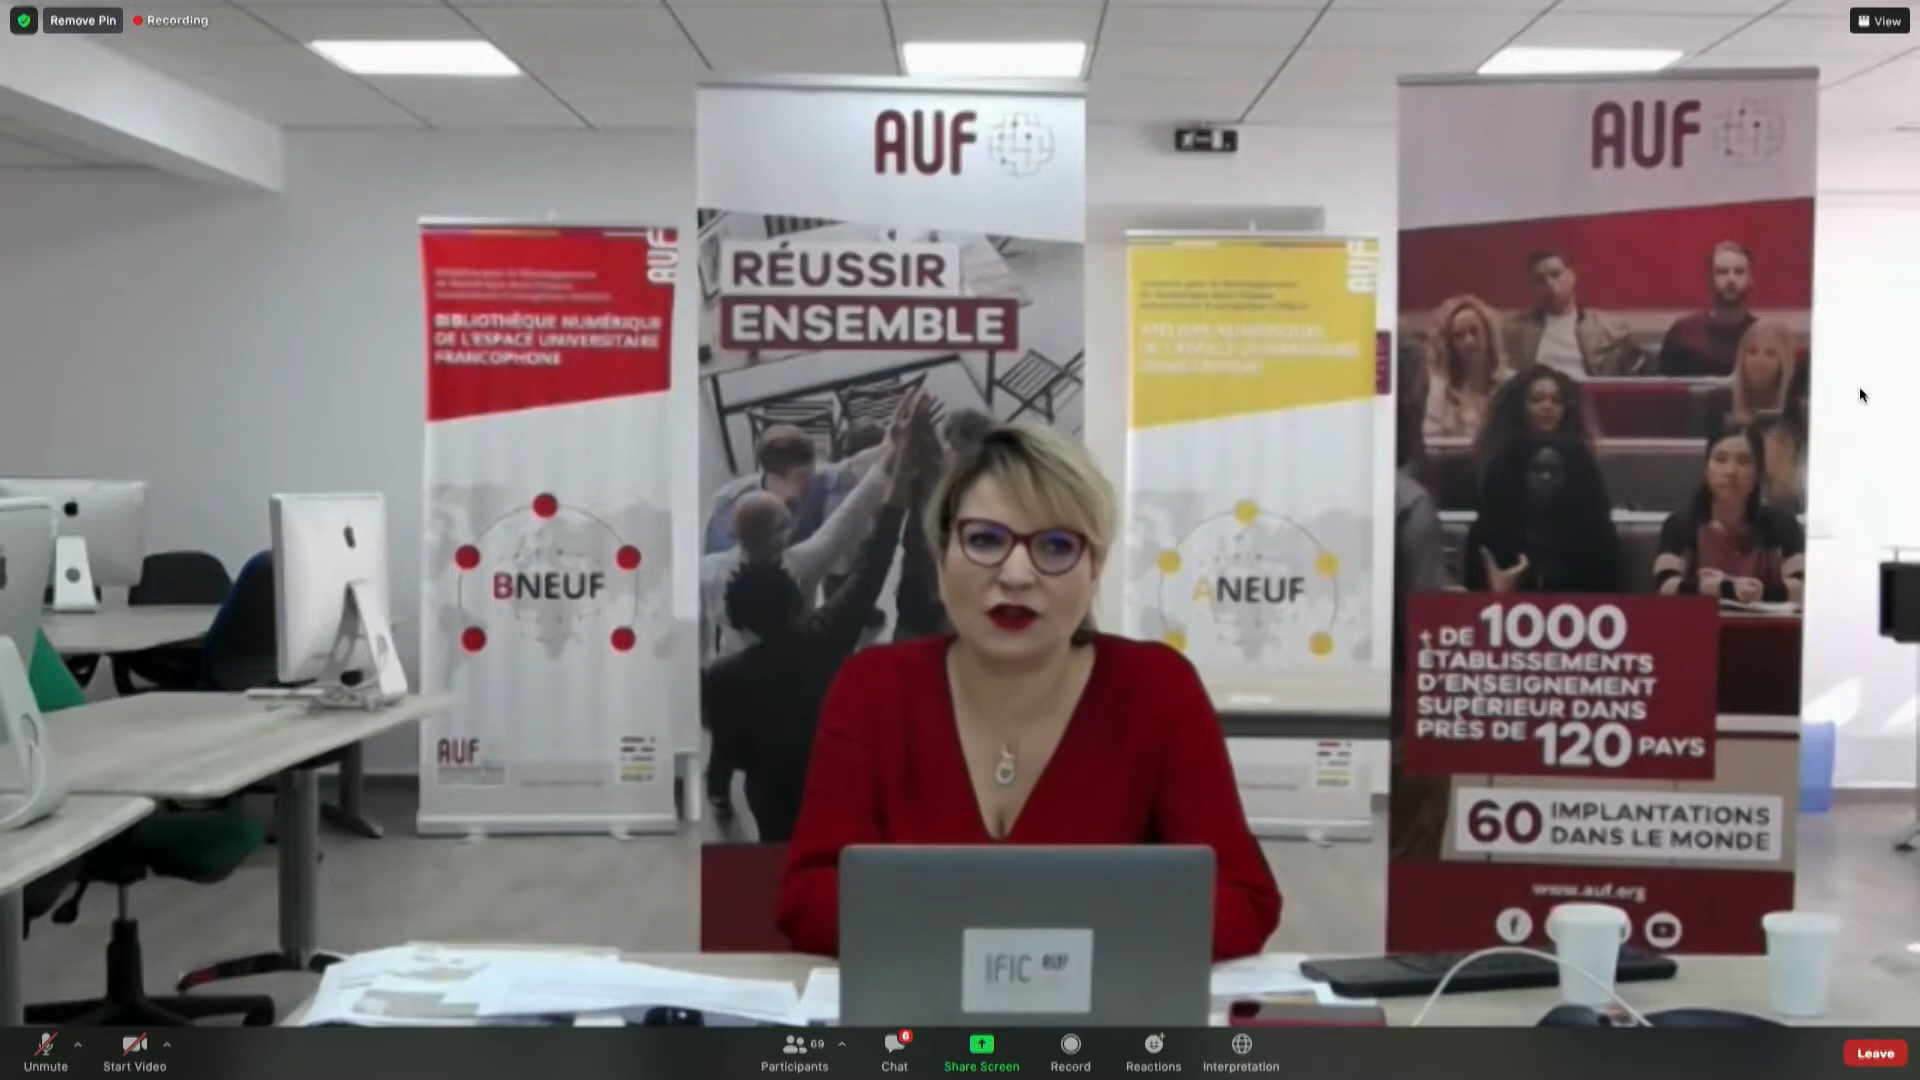 Remove Pin
Recording
View
AUF
RÉUSSIR
ENSEMBLE
AUF
BIBLIOTHÈQUE NUMÉRIQUE
DE L'ESPACE UNIVERSITAIRE
FRANCOPHONE
BNEUF
AUF
AUF
ANEUF
AUF
+ DE 1000
ÉTABLISSEMENTS
D'ENSEIGNEMENT
SUPÉRIEUR DANS
PRÈS DE 120 PAYS
60 IMPLANTATIONS
DANS LE MONDE
www.auf.org
IFIC AUF
Unmute
Start Video
69
Participants
6
Chat
Share Screen
Record
Reactions
Interpretation
Leave